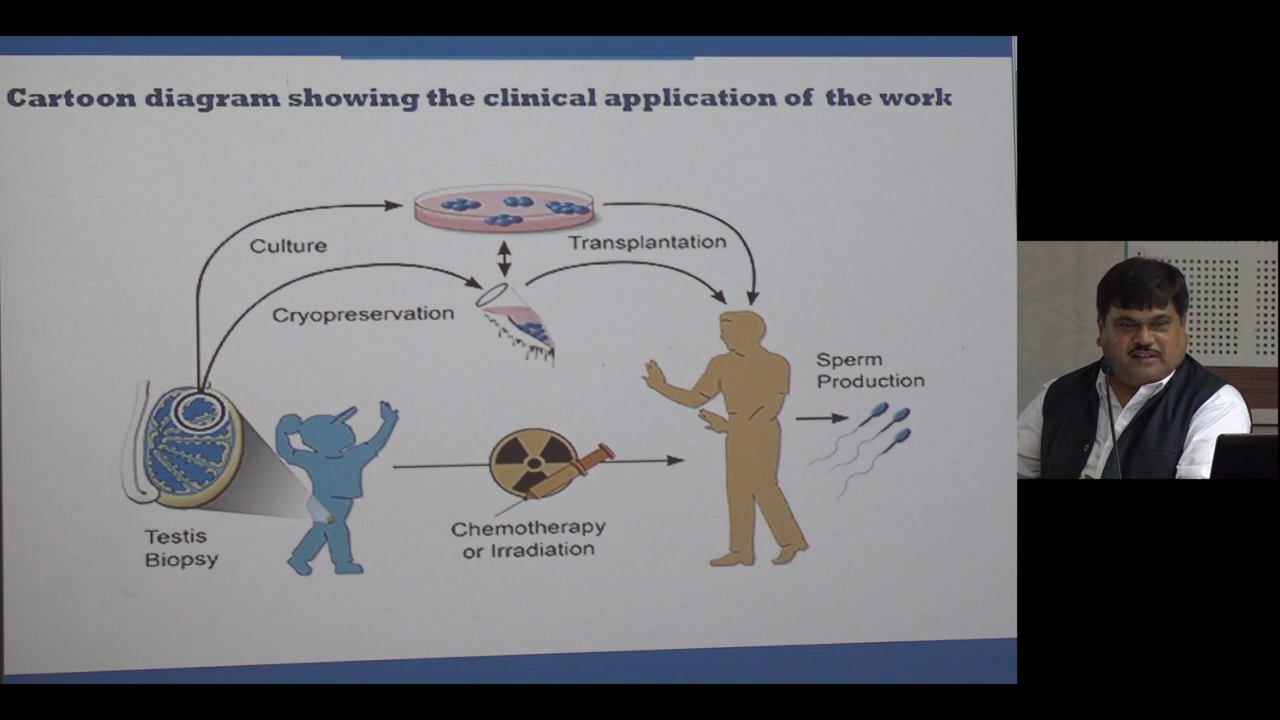 Cartoon diagram showing the clinical application of the work
Culture
Transplantation
Cryopreservation
Sperm
Production
Chemotherapy
or Irradiation
Testis
Biopsy